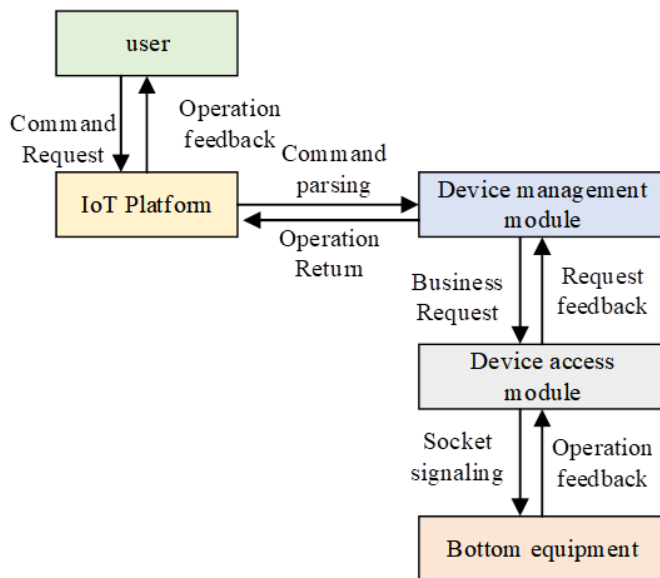 user
Command
Request
Operation
feedback
IoT Platform
Command
parsing
Operation
Return
Device management
module
Business
Request
Request
feedback
Device access
module
Socket
signaling
Operation
feedback
Bottom equipment